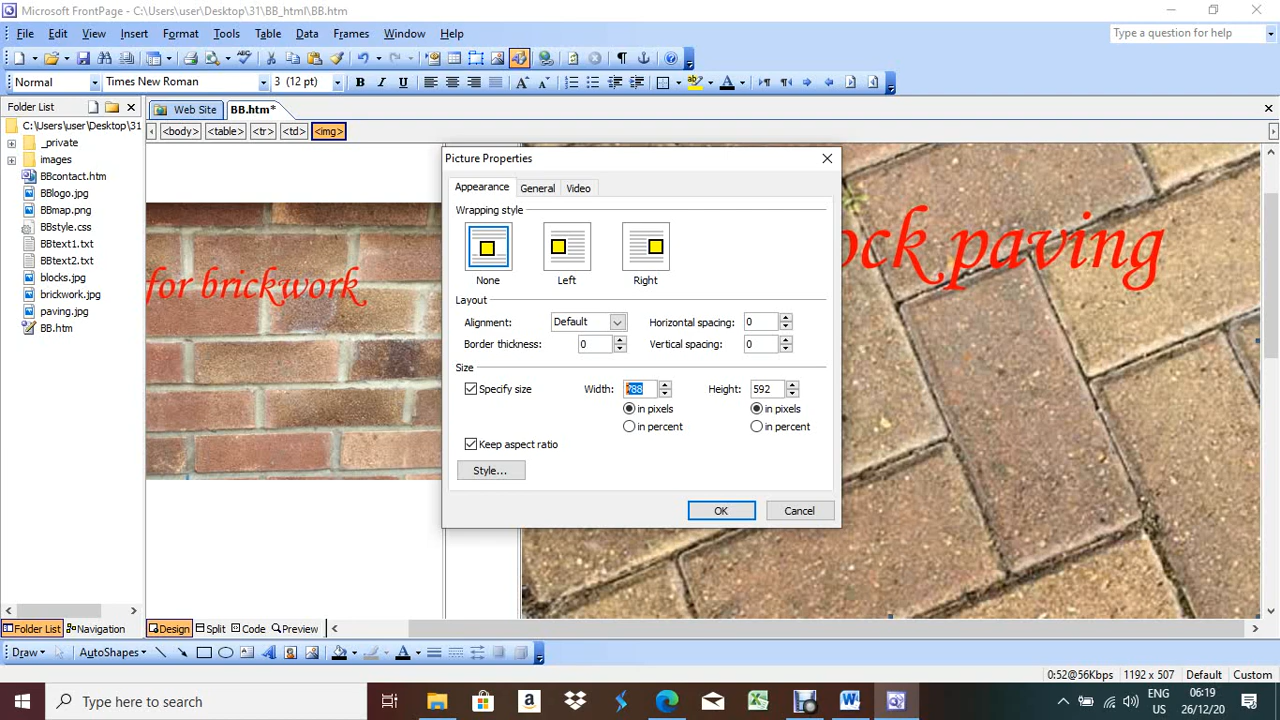 Microsoft FrontPage - C:\Users\user\Desktop\31\BB_html\BB.htm
File Edit View Insert Format Tools Table Data Frames Window Help
Type a question for help
Normal Times New Roman 3 (12 pt) B I U A A A
Folder List
Web Site BB.htm*
C:\Users\user\Desktop\31
<body> <table> <tr> <td> <img>
_private
images
BBcontact.htm
BBlogo.jpg
BBmap.png
BBstyle.css
BBtext1.txt
BBtext2.txt
blocks.jpg
brickwork.jpg
paving.jpg
BB.htm
for brickwork
ock paving
Picture Properties
Appearance General Video
Wrapping style
None Left Right
Layout
Alignment: Default Horizontal spacing: 0
Border thickness: 0 Vertical spacing: 0
Size
Specify size Width: 788 Height: 592
in pixels in pixels
in percent in percent
Keep aspect ratio
Style...
OK Cancel
Folder List Navigation Design Split Code Preview
Draw AutoShapes A A
0:52@56Kbps 1192 x 507 Default Custom
Type here to search
ENG
US
06:19
26/12/20